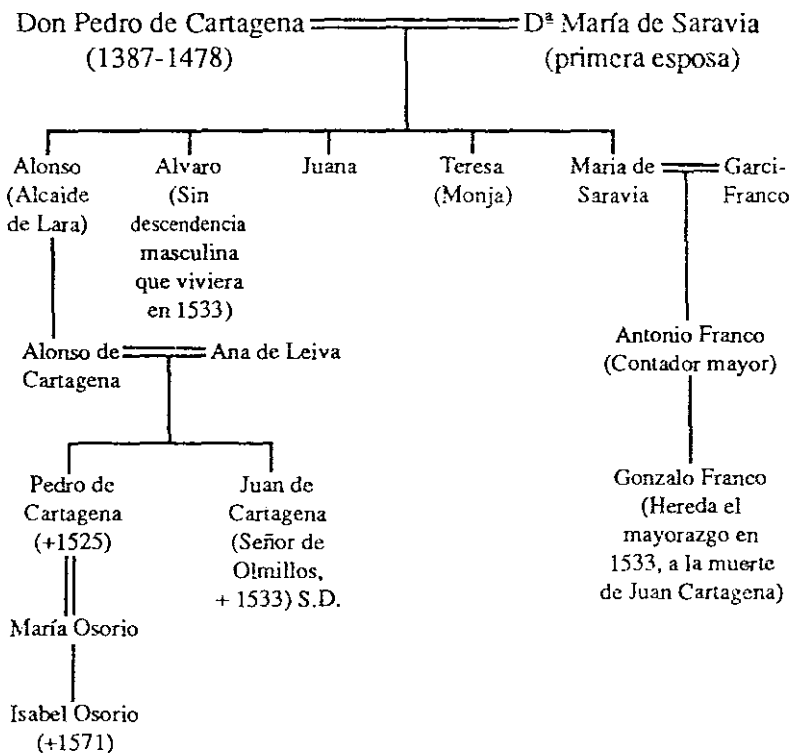 Don Pedro de Cartagena
(1387-1478)
Dª María de Saravia
(primera esposa)
Alonso
(Alcaide
de Lara)
Alvaro
(Sin
descendencia
masculina
que viviera
en 1533)
Juana
Teresa
(Monja)
Maria de
Saravia
Garci-
Franco
Alonso de
Cartagena
Ana de Leiva
Antonio Franco
(Contador mayor)
Pedro de
Cartagena
(+1525)
Juan de
Cartagena
(Señor de
Olmillos,
+ 1533) S.D.
Gonzalo Franco
(Hereda el
mayorazgo en
1533, a la muerte
de Juan Cartagena)
María Osorio
Isabel Osorio
(+1571)